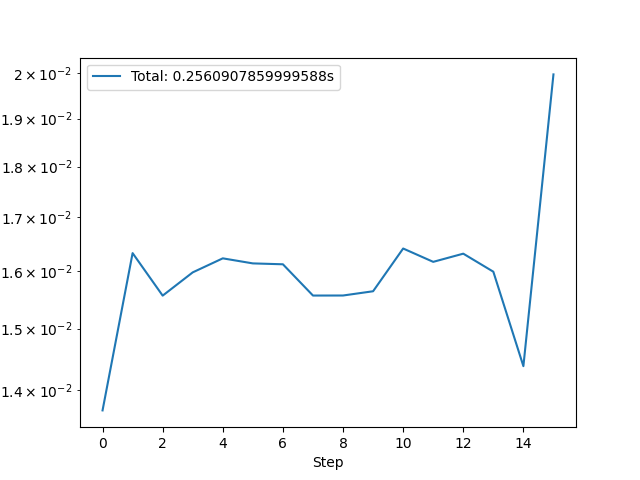 Total: 0.2560907859999588s
2 × 10⁻²
1.9 × 10⁻²
1.8 × 10⁻²
1.7 × 10⁻²
1.6 × 10⁻²
1.5 × 10⁻²
1.4 × 10⁻²
0 2 4 6 8 10 12 14
Step